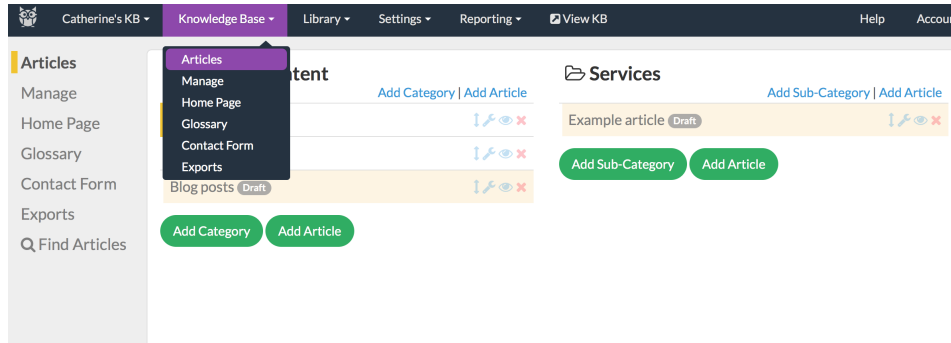 Catherine's KB Knowledge Base Library Settings Reporting View KB Help
Articles
Manage
Home Page
Glossary
Contact Form
Exports
Find Articles
Articles
Manage
Home Page
Glossary
Contact Form
Exports
Add Category | Add Article
Blog posts Draft
Add Category Add Article
Services
Add Sub-Category | Add Article
Example article Draft
Add Sub-Category Add Article